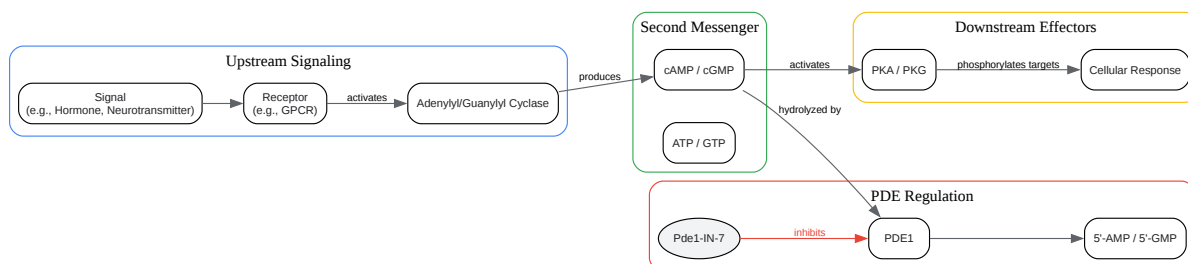 Upstream Signaling
Signal
(e.g., Hormone, Neurotransmitter)
Receptor
(e.g., GPCR)
activates
Adenylyl/Guanylyl Cyclase
produces
Second Messenger
cAMP / cGMP
ATP / GTP
activates
hydrolyzed by
Downstream Effectors
PKA / PKG
phosphorylates targets
Cellular Response
PDE Regulation
Pde1-IN-7
inhibits
PDE1
5'-AMP / 5'-GMP